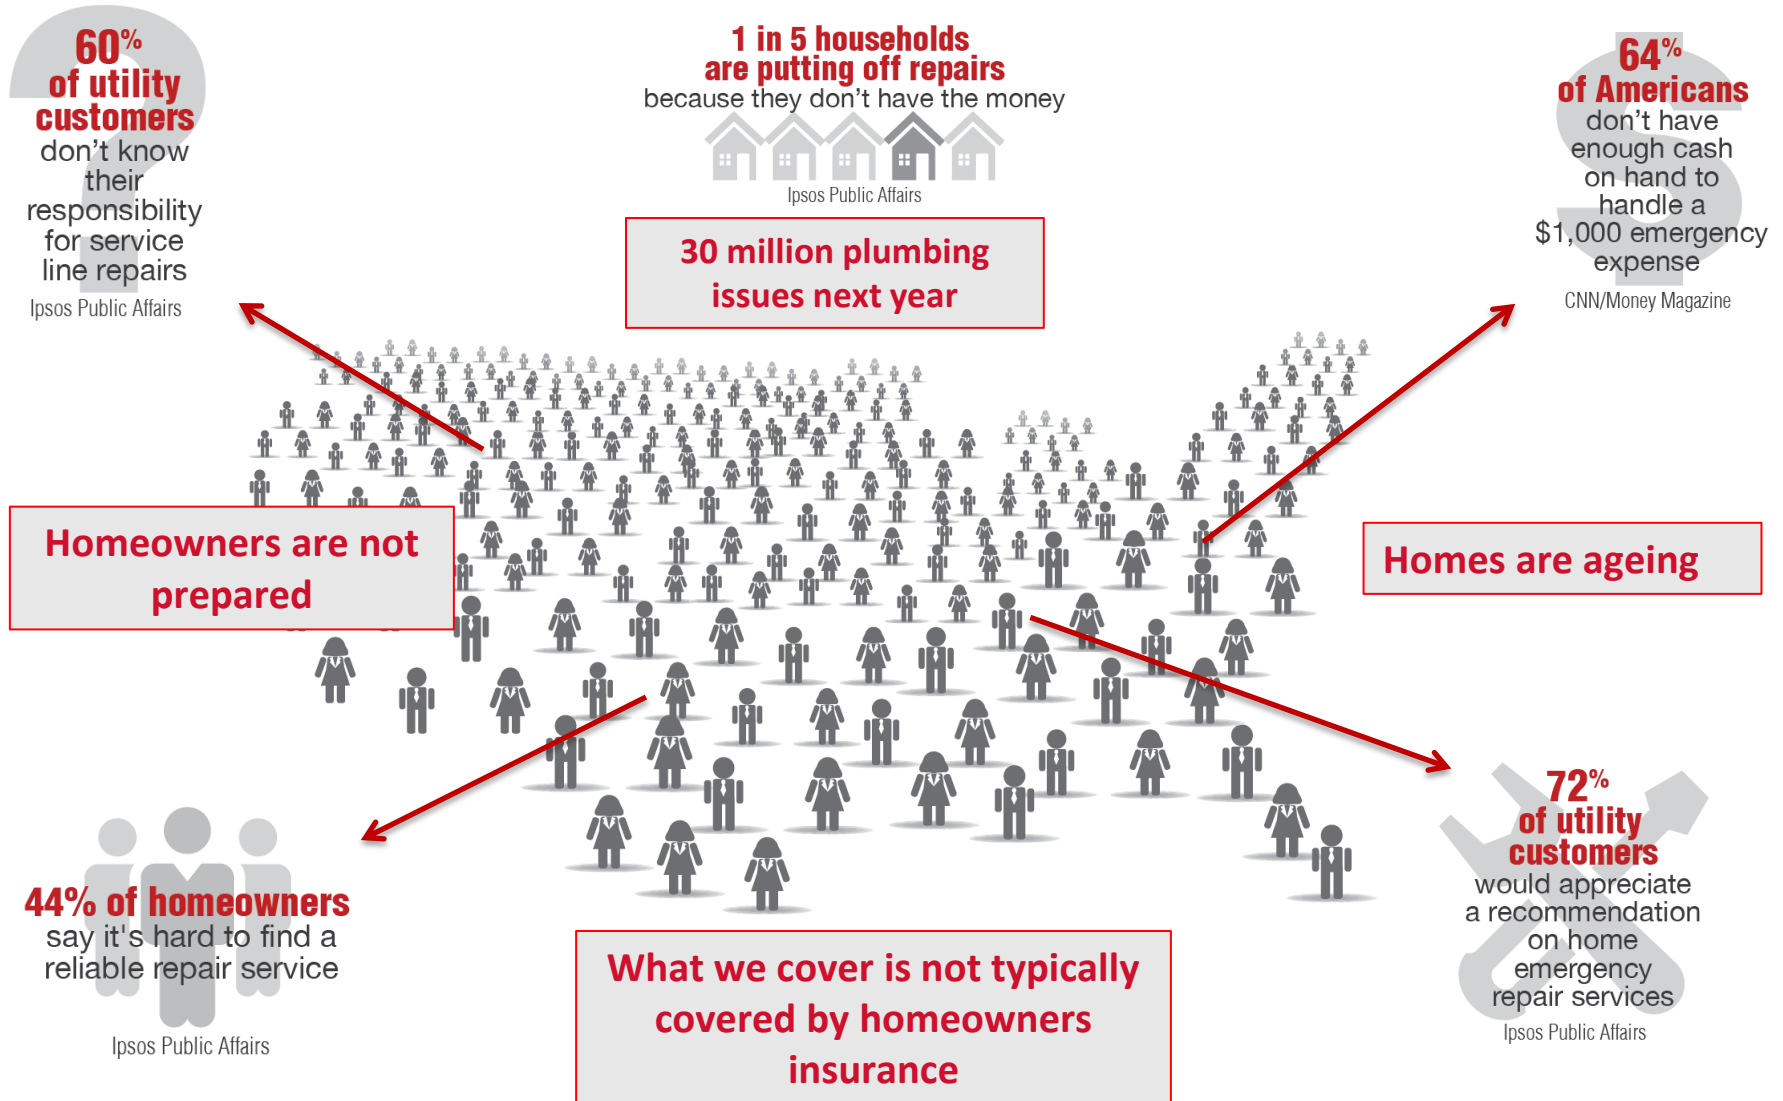 60%
of utility
customers
don't know
their
responsibility
for service
line repairs
Ipsos Public Affairs
1 in 5 households
are putting off repairs
because they don't have the money
Ipsos Public Affairs
64%
of Americans
don't have
enough cash
on hand to
handle a
$1,000 emergency
expense
CNN/Money Magazine
30 million plumbing
issues next year
Homeowners are not
prepared
Homes are ageing
44% of homeowners
say it's hard to find a
reliable repair service
Ipsos Public Affairs
What we cover is not typically
covered by homeowners
insurance
72%
of utility
customers
would appreciate
a recommendation
on home
emergency
repair services
Ipsos Public Affairs